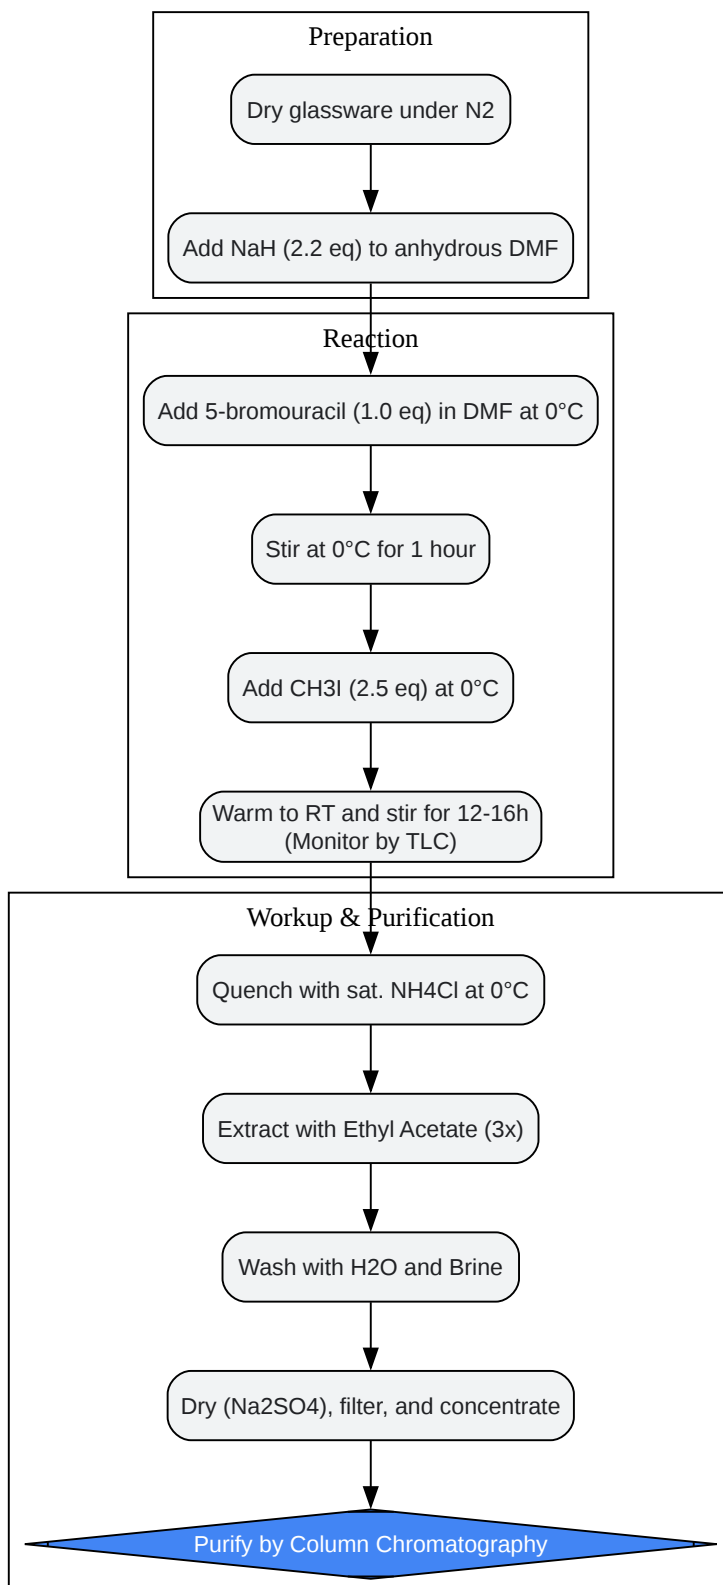 Preparation
Dry glassware under N2
Add NaH (2.2 eq) to anhydrous DMF
Reaction
Add 5-bromouracil (1.0 eq) in DMF at 0°C
Stir at 0°C for 1 hour
Add CH3I (2.5 eq) at 0°C
Warm to RT and stir for 12-16h
(Monitor by TLC)
Workup & Purification
Quench with sat. NH4Cl at 0°C
Extract with Ethyl Acetate (3x)
Wash with H2O and Brine
Dry (Na2SO4), filter, and concentrate
Purify by Column Chromatography